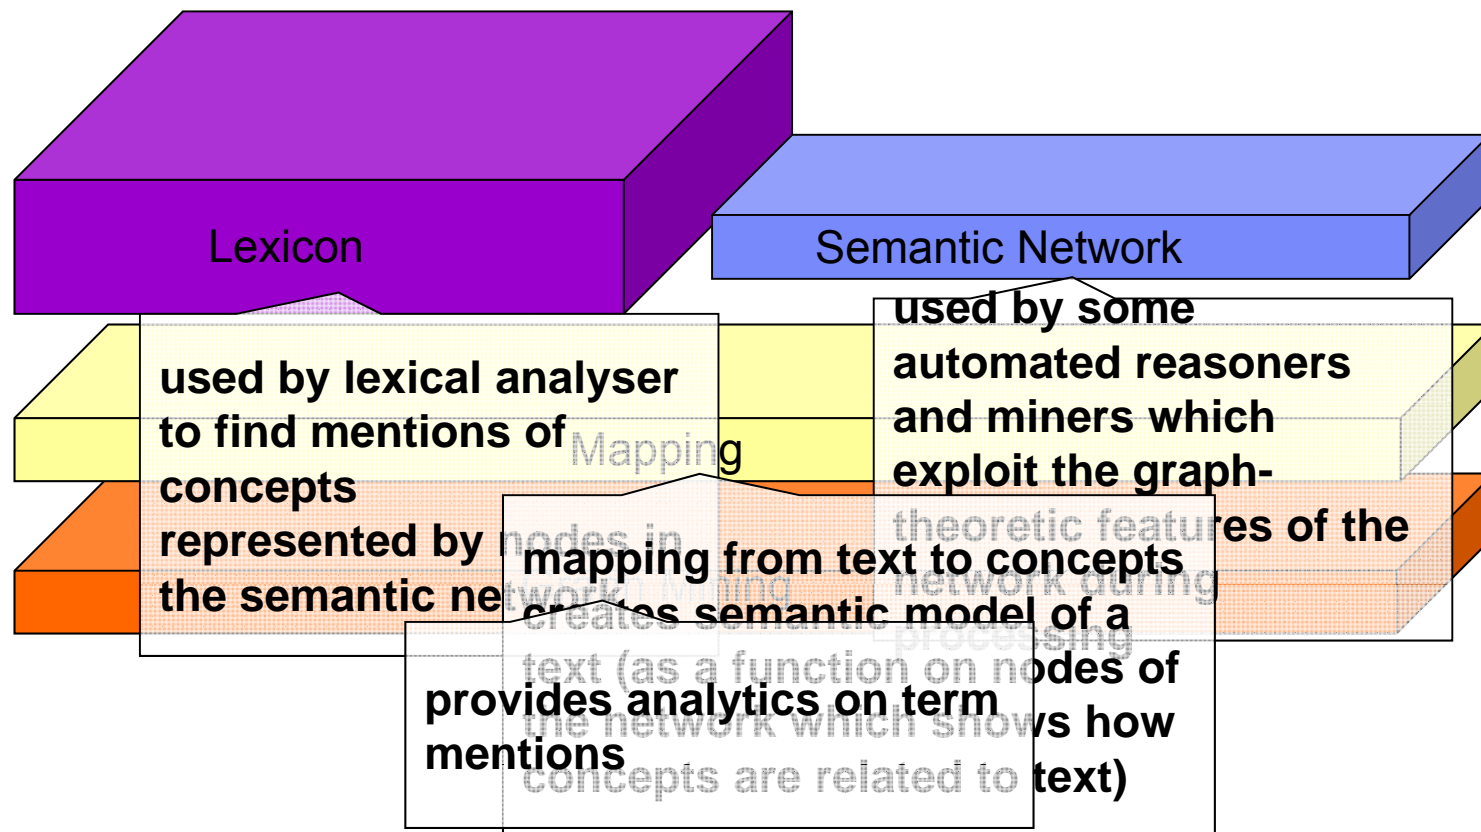 Lexicon
Semantic Network
used by lexical analyser
to find mentions of
concepts
represented by nodes in
the semantic network
used by some
automated reasoners
and miners which
exploit the graph-
theoretic features of the
network during
processing
Mapping
mapping from text to concepts
creates semantic model of a
text (as a function on nodes of
the network which shows how
concepts are related to text)
Mining
provides analytics on term
mentions